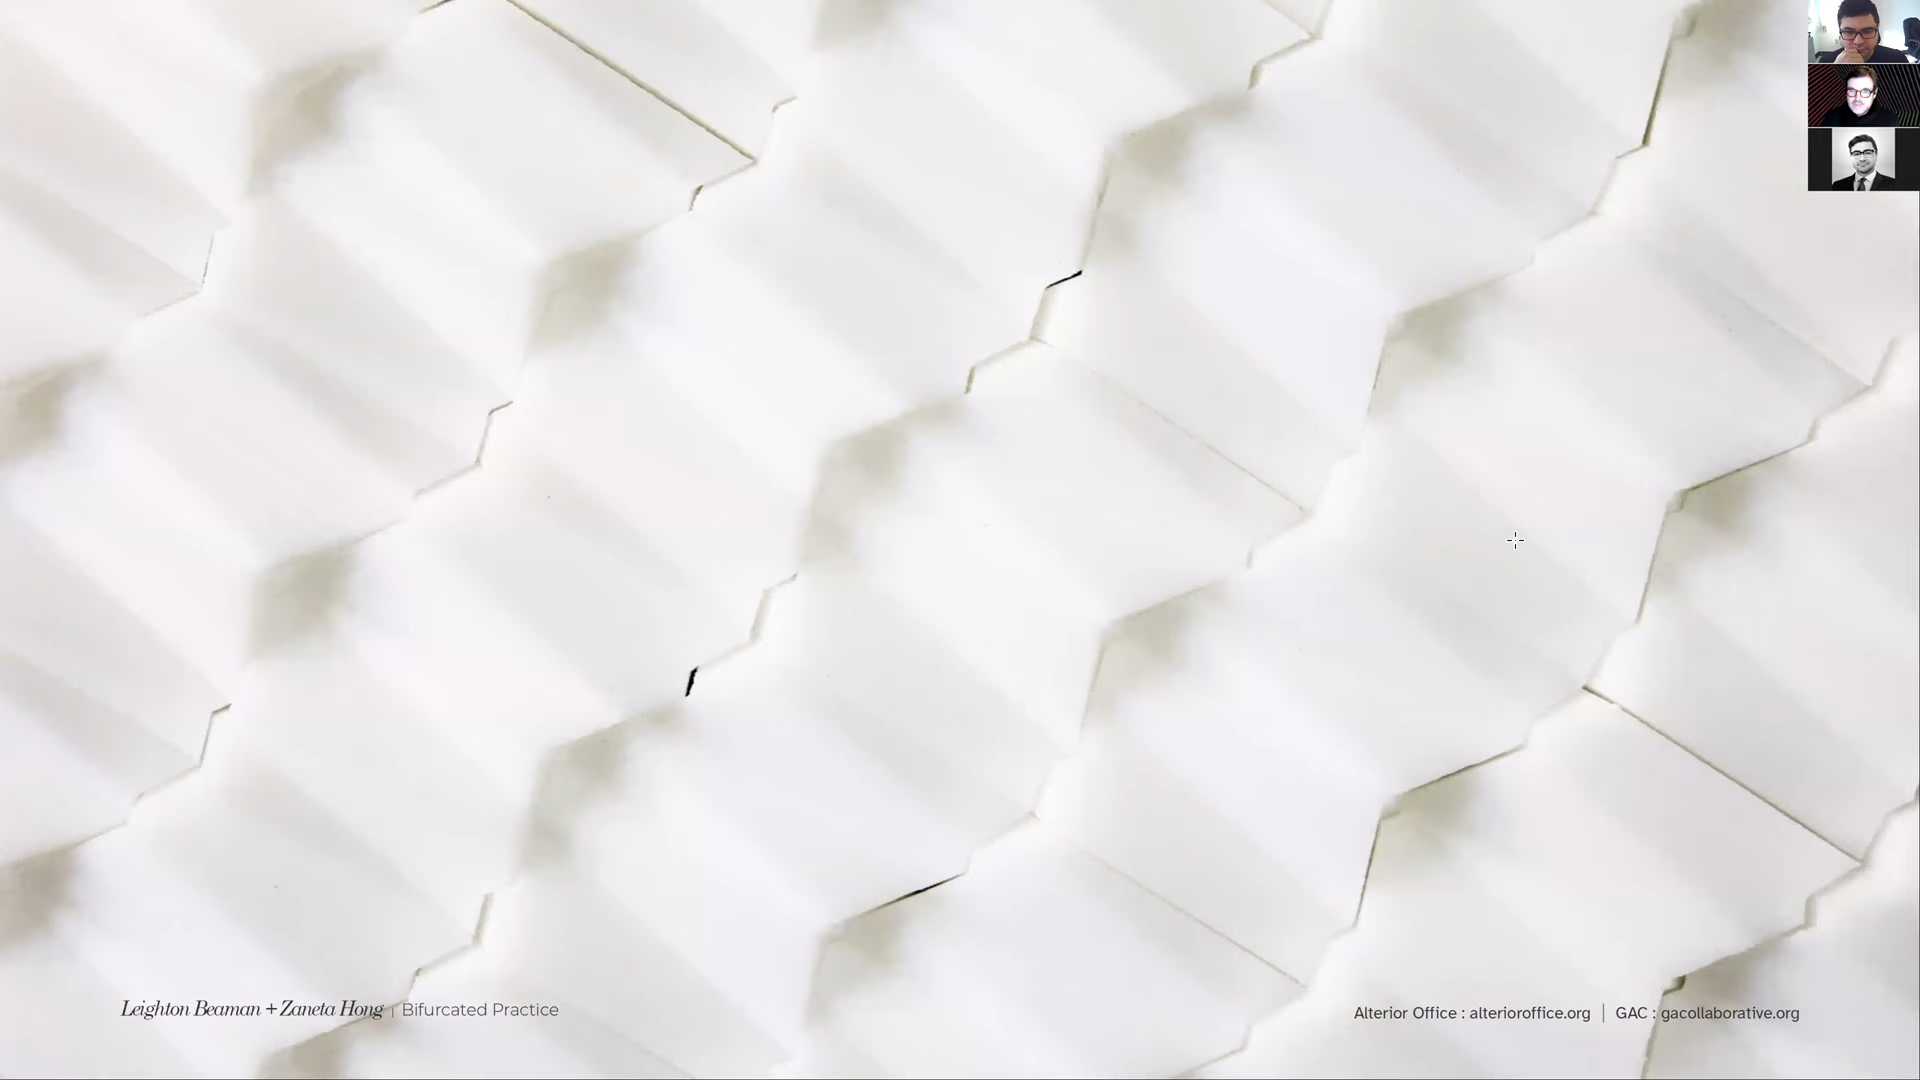 Leighton Beaman + Zaneta Hong | Bifurcated Practice
Alterior Office : alterioroffice.org | GAC : gacollaborative.org